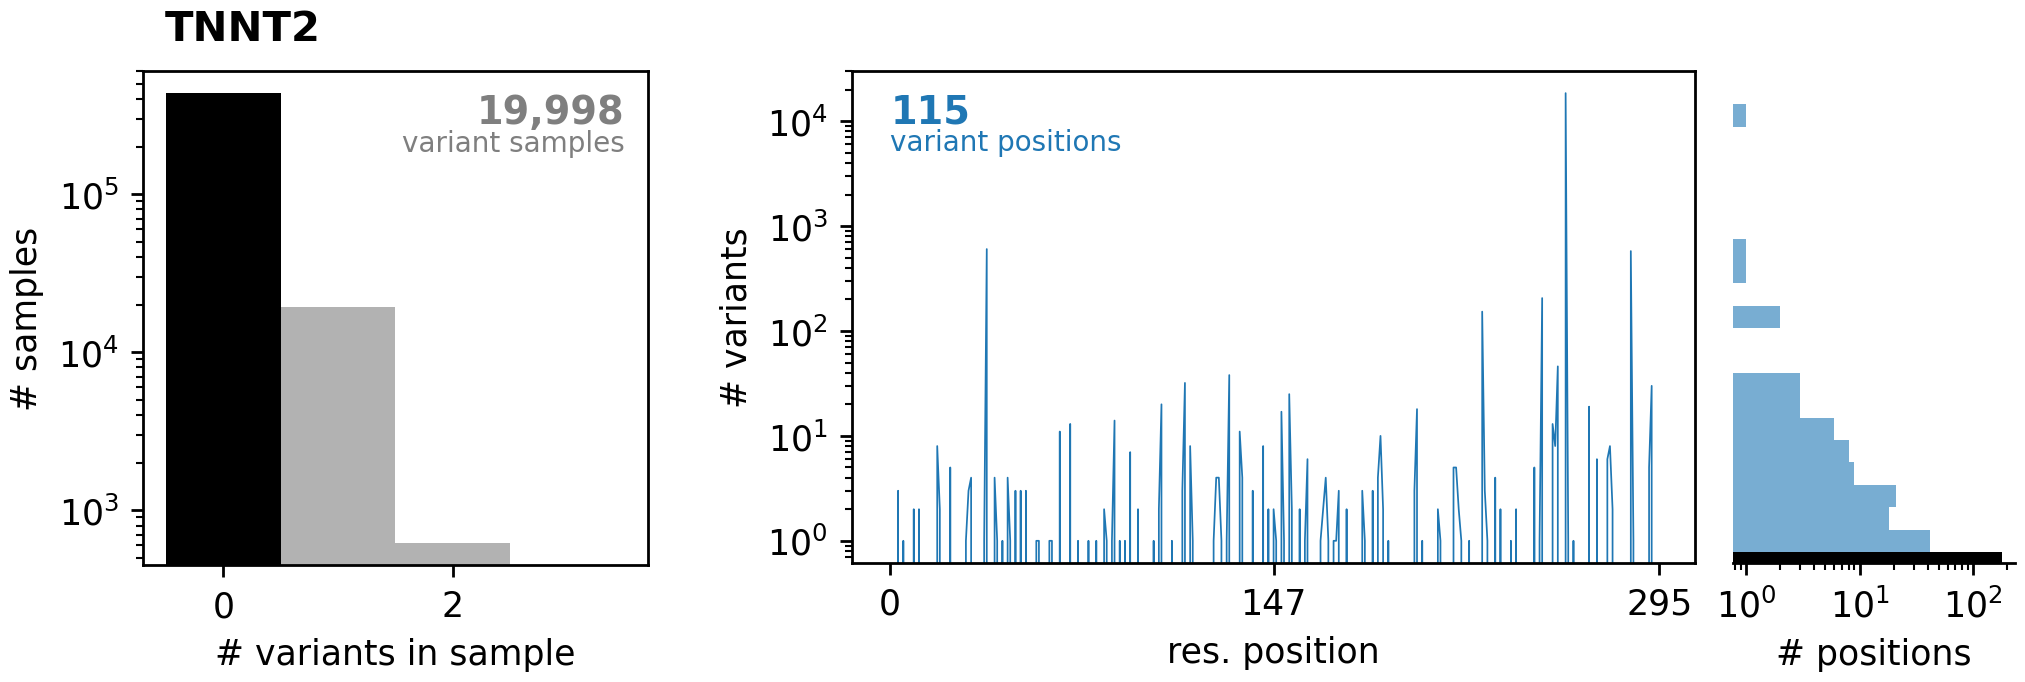 TNNT2
19,998
variant samples
10^5
10^4
10^3
# samples
0 2
# variants in sample
115
variant positions
10^4
10^3
10^2
10^1
10^0
# variants
0 147 295
res. position
10^0 10^1 10^2
# positions